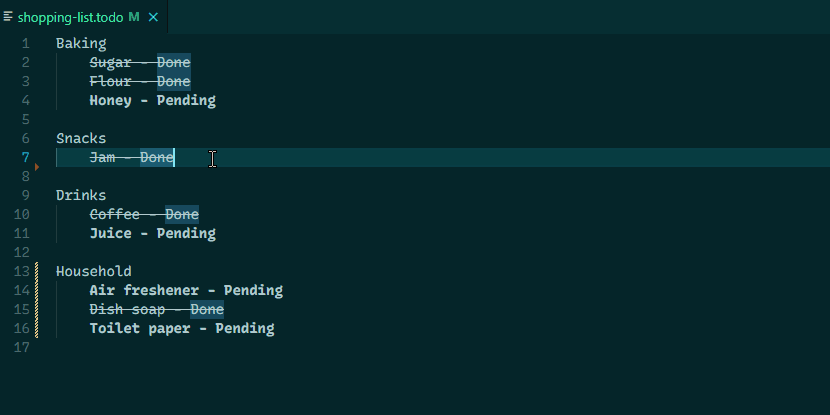 shopping-list.todo M
1 Baking
2 Sugar - Done
3 Flour - Done
4 Honey - Pending
5
6 Snacks
7 Jam - Done
8
9 Drinks
10 Coffee - Done
11 Juice - Pending
12
13 Household
14 Air freshener - Pending
15 Dish soap - Done
16 Toilet paper - Pending
17